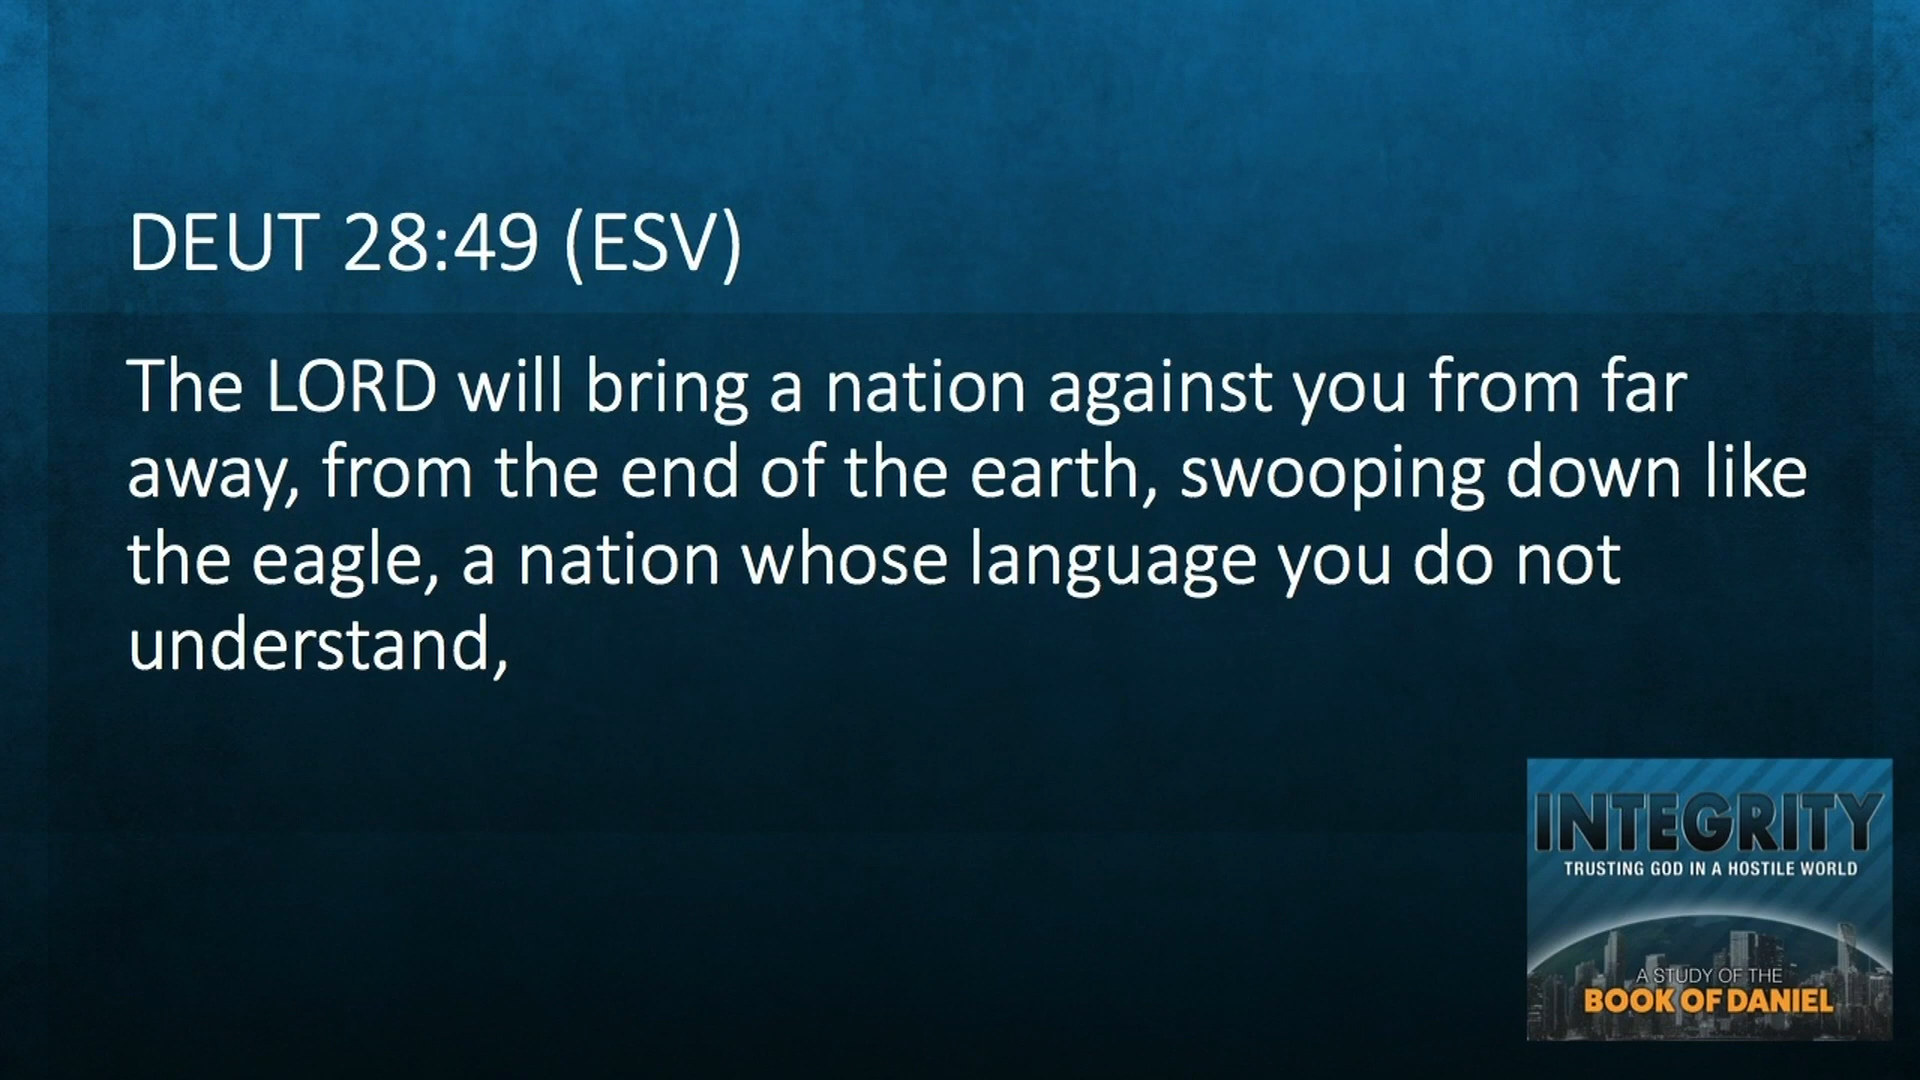 DEUT 28:49 (ESV)
The LORD will bring a nation against you from far
away, from the end of the earth, swooping down like
the eagle, a nation whose language you do not
understand,
INTEGRITY
TRUSTING GOD IN A HOSTILE WORLD
A STUDY OF THE
BOOK OF DANIEL